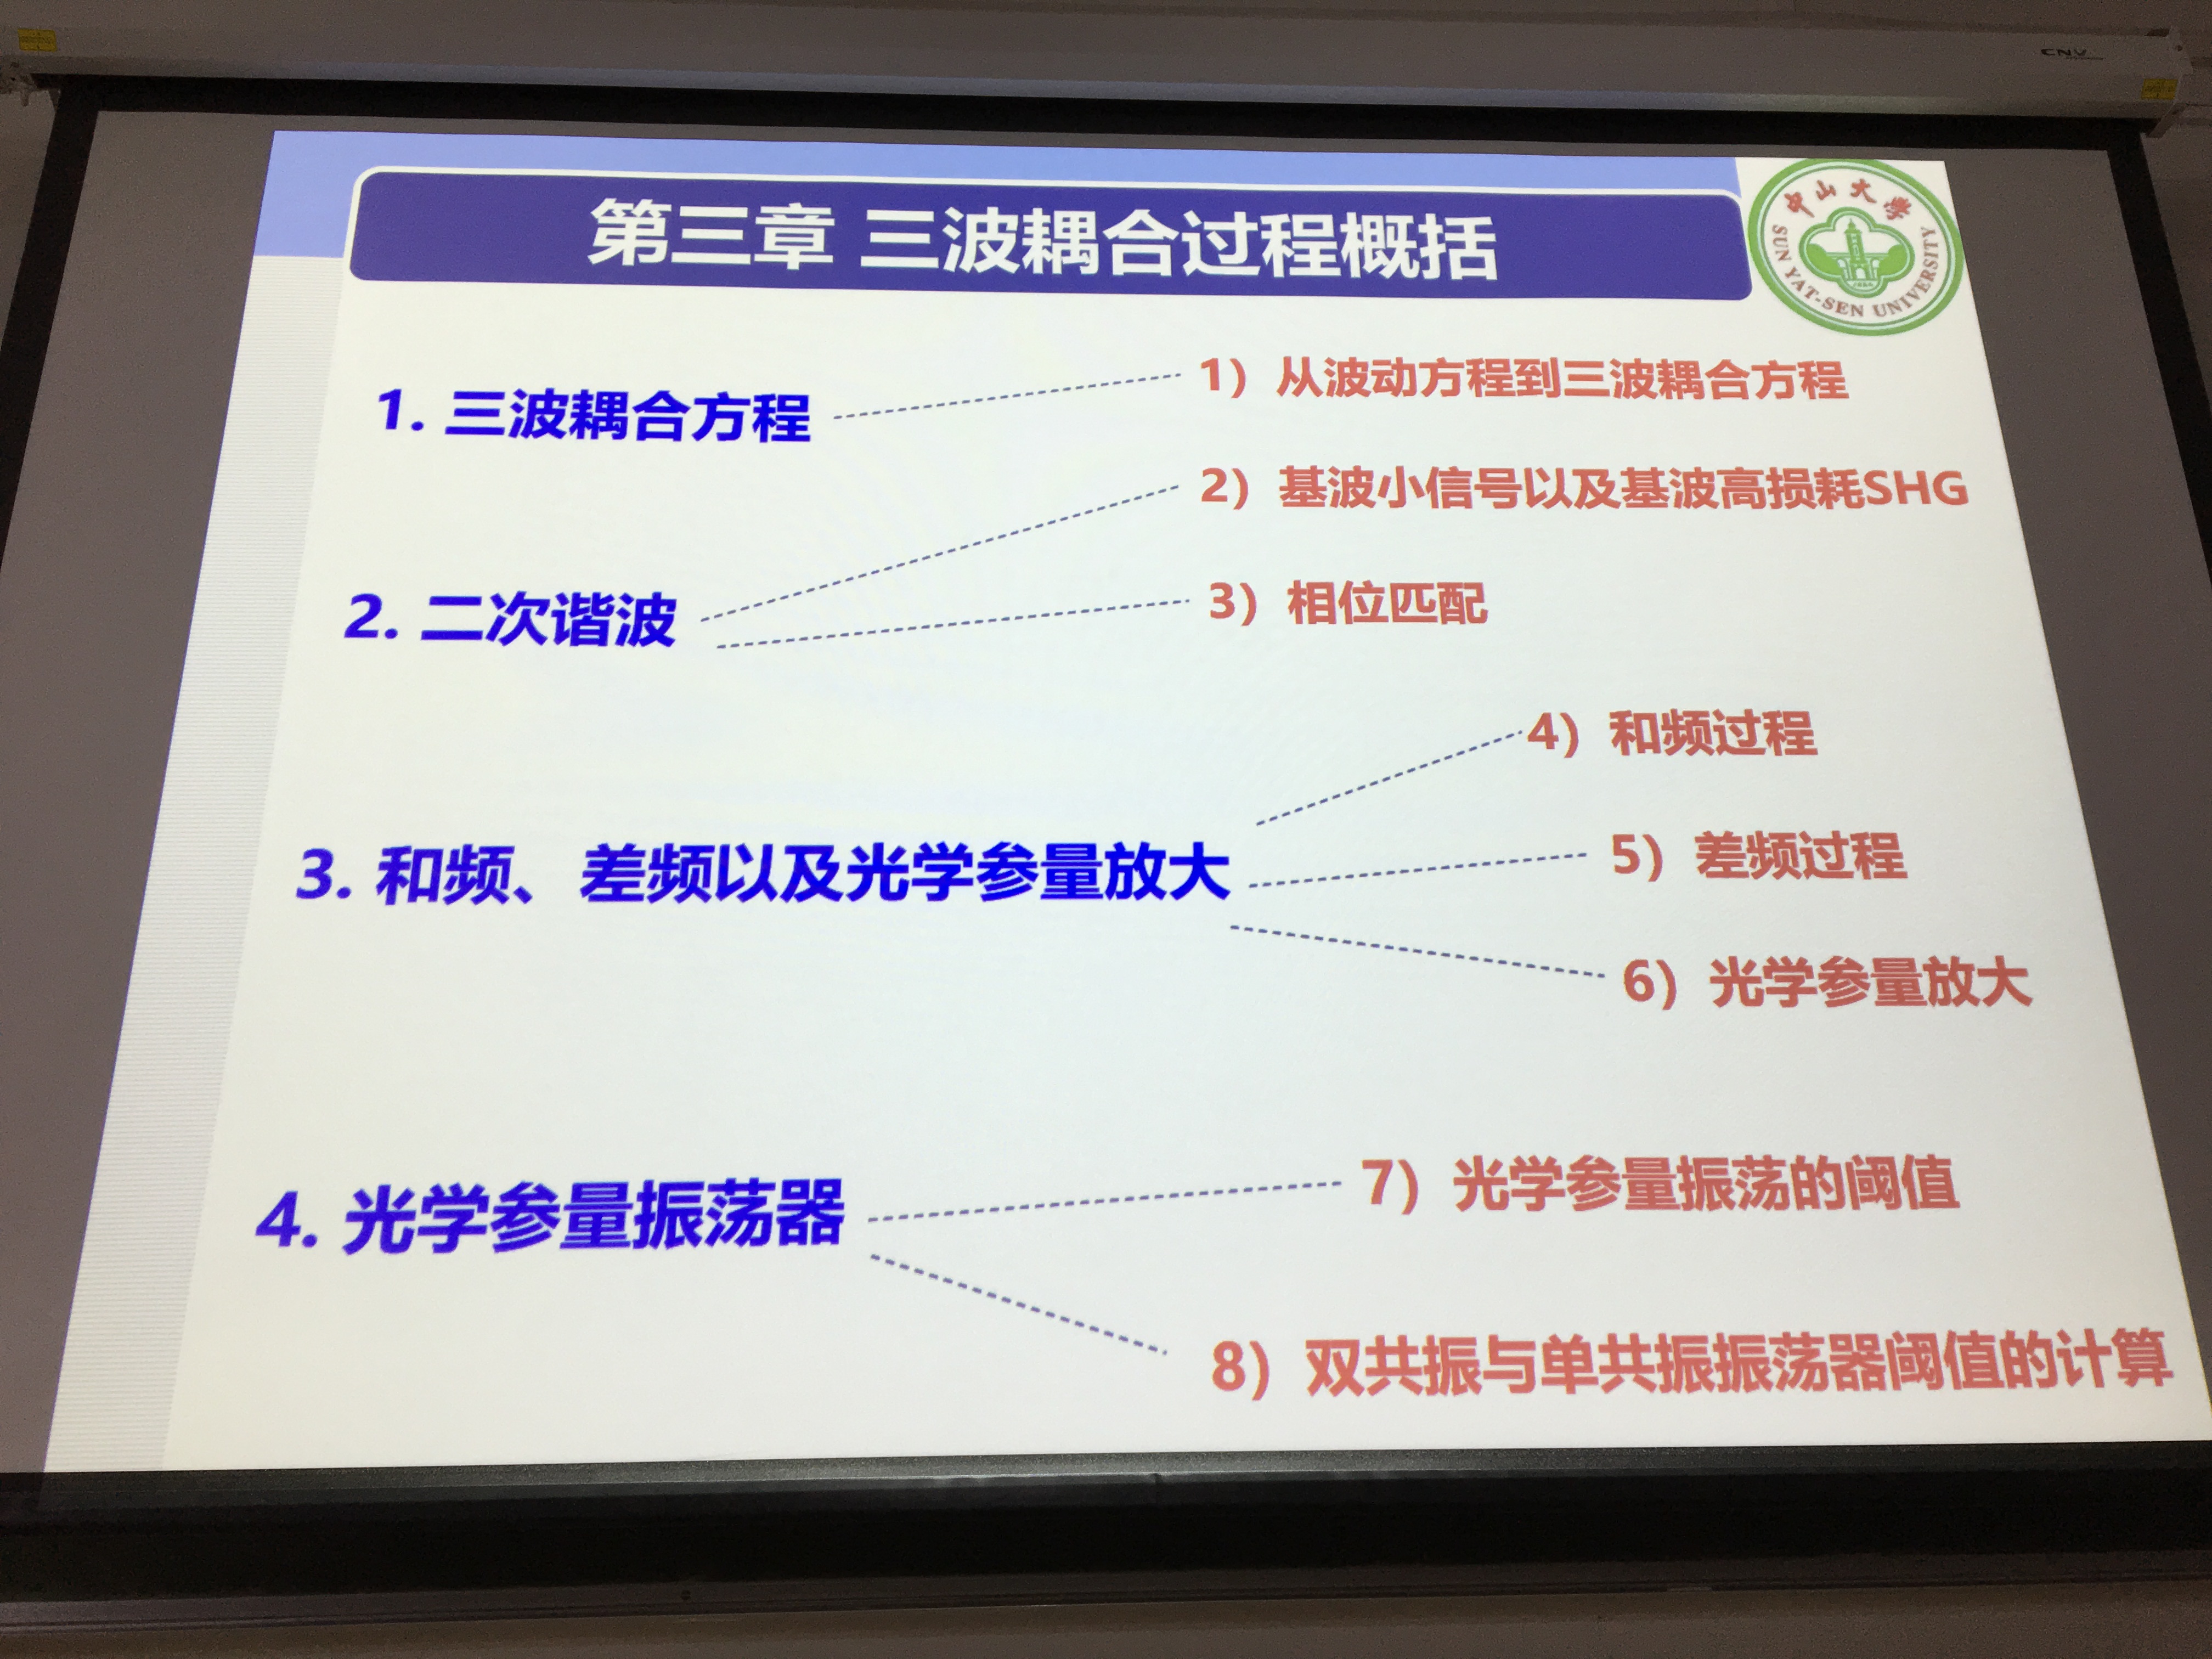 CNV
第三章 三波耦合过程概括
中山大学
SUN YAT-SEN UNIVERSITY
1. 三波耦合方程
1）从波动方程到三波耦合方程
2. 二次谐波
2）基波小信号以及基波高损耗SHG
3）相位匹配
3. 和频、差频以及光学参量放大
4）和频过程
5）差频过程
6）光学参量放大
4. 光学参量振荡器
7）光学参量振荡的阈值
8）双共振与单共振振荡器阈值的计算